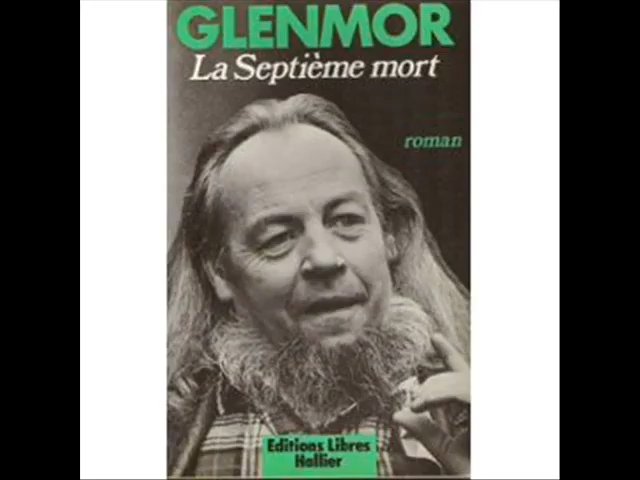 GLENMOR
La Septième mort
roman
Editions Libres
Hallier